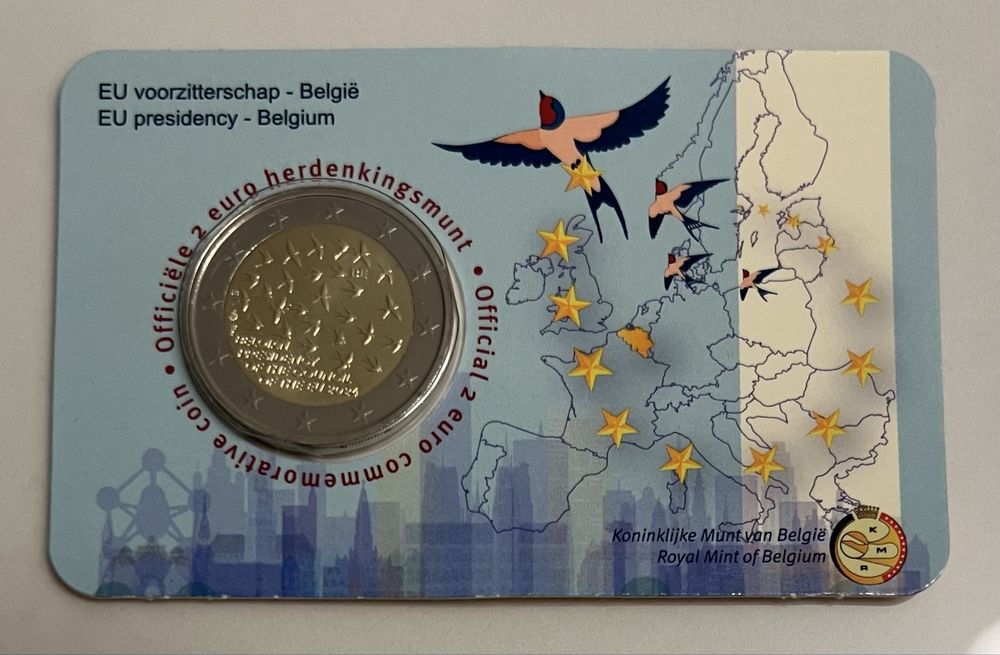 EU voorzitterschap - België
EU presidency - Belgium
Officiële 2 euro herdenkingsmunt • Official 2 euro commemorative coin •
BE
BELGIAN
PRESIDENCY
OF THE COUNCIL
OF THE EU 2024
Koninklijke Munt van België
Royal Mint of Belgium
K
M
R